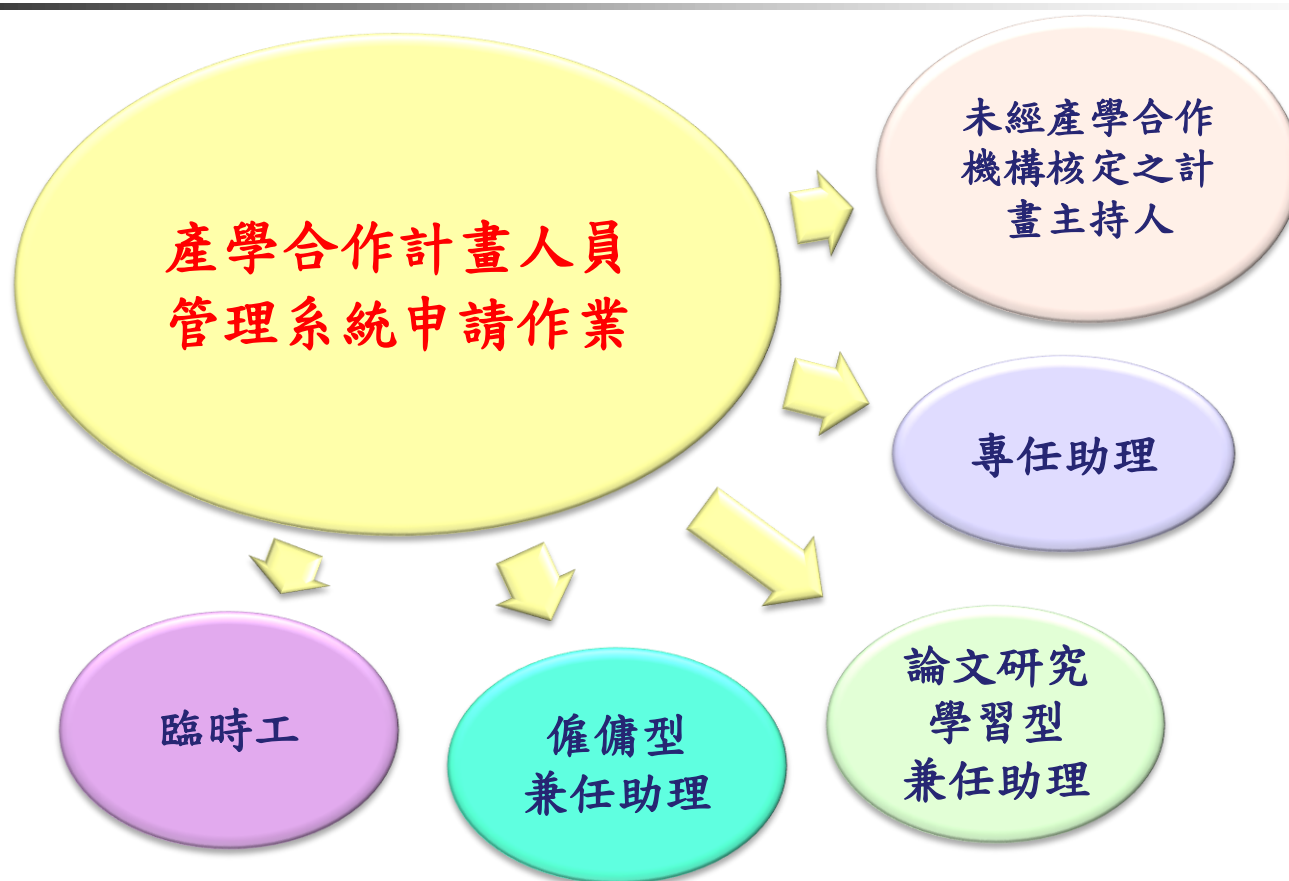 產學合作計畫人員
管理系統申請作業
未經產學合作
機構核定之計
畫主持人
專任助理
論文研究
學習型
兼任助理
僱傭型
兼任助理
臨時工